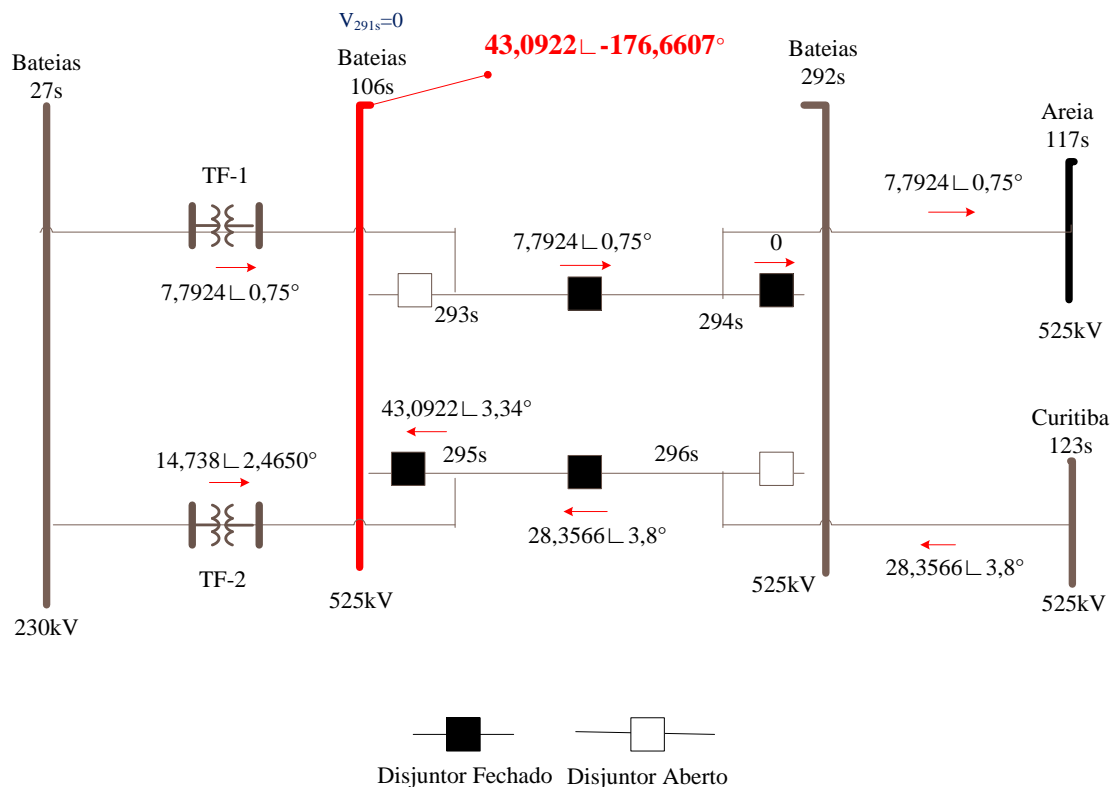 V291s=0
43,0922∟-176,6607°
Bateias
27s
Bateias
106s
Bateias
292s
Areia
117s
TF-1
7,7924∟0,75°
7,7924∟0,75°
0
7,7924∟0,75°
293s
294s
525kV
43,0922∟3,34°
Curitiba
123s
14,738∟2,4650°
295s
296s
28,3566∟3,8°
28,3566∟3,8°
TF-2
525kV
525kV
525kV
230kV
Disjuntor Fechado
Disjuntor Aberto